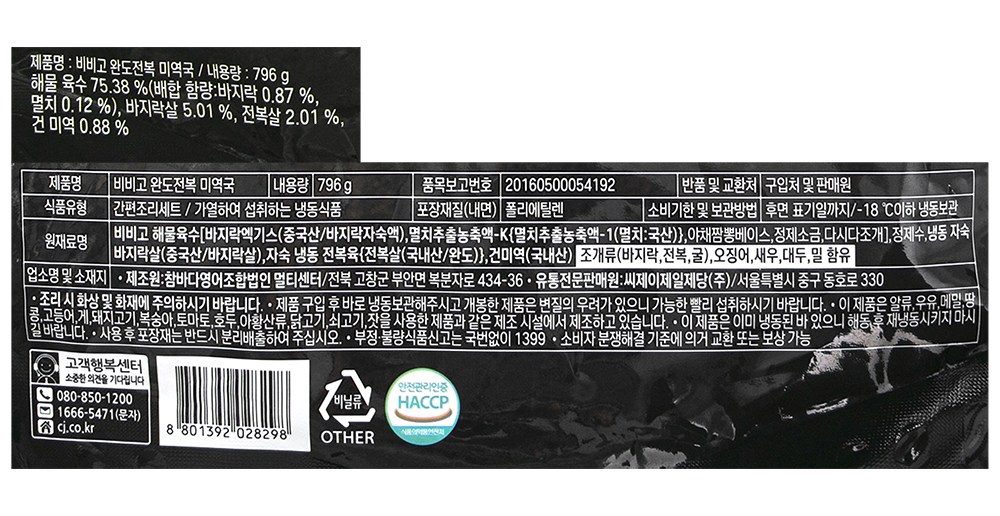 제품명 : 비비고 완도전복 미역국 / 내용량 : 796 g
해물 육수 75.38 %(배합 함량:바지락 0.87 %,
멸치 0.12 %), 바지락살 5.01 %, 전복살 2.01 %,
건 미역 0.88 %
제품명 비비고 완도전복 미역국 내용량 796 g 품목보고번호 20160500054192 반품 및 교환처 구입처 및 판매원
식품유형 간편조리세트 / 가열하여 섭취하는 냉동식품 포장재질(내면) 폴리에틸렌 소비기한 및 보관방법 후면 표기일까지/-18 ℃이하 냉동보관
원재료명 비비고 해물육수[바지락엑기스(중국산/바지락자숙액),멸치추출농축액-K{멸치추출농축액-1(멸치:국산)},야채짬뽕베이스,정제소금,다시다조개],정제수,냉동 자숙
바지락살(중국산/바지락살),자숙 냉동 전복육{전복살(국내산/완도)},건미역(국내산) 조개류(바지락,전복,굴),오징어,새우,대두,밀 함유
업소명 및 소재지 • 제조원:참바다영어조합법인 멀티센터/전북 고창군 부안면 복분자로 434-36 • 유통전문판매원:씨제이제일제당(주)/서울특별시 중구 동호로 330
• 조리 시 화상 및 화재에 주의하시기 바랍니다. • 제품 구입 후 바로 냉동보관해주시고 개봉한 제품은 변질의 우려가 있으니 가능한 빨리 섭취하시기 바랍니다. • 이 제품은 알류,우유,메밀,땅
콩,고등어,게,돼지고기,복숭아,토마토,호두,아황산류,닭고기,쇠고기,잣을 사용한 제품과 같은 제조 시설에서 제조하고 있습니다. • 이 제품은 이미 냉동된 바 있으니 해동 후 재냉동시키지 마시
길 바랍니다. • 사용 후 포장재는 반드시 분리배출하여 주십시오. • 부정·불량식품신고는 국번없이 1399 • 소비자 분쟁해결 기준에 의거 교환 또는 보상 가능
고객행복센터
소중한 의견을 기다립니다
080-850-1200
1666-5471(문자)
cj.co.kr
8 801392 028298
비닐류
OTHER
안전관리인증
HACCP
식품의약품안전처